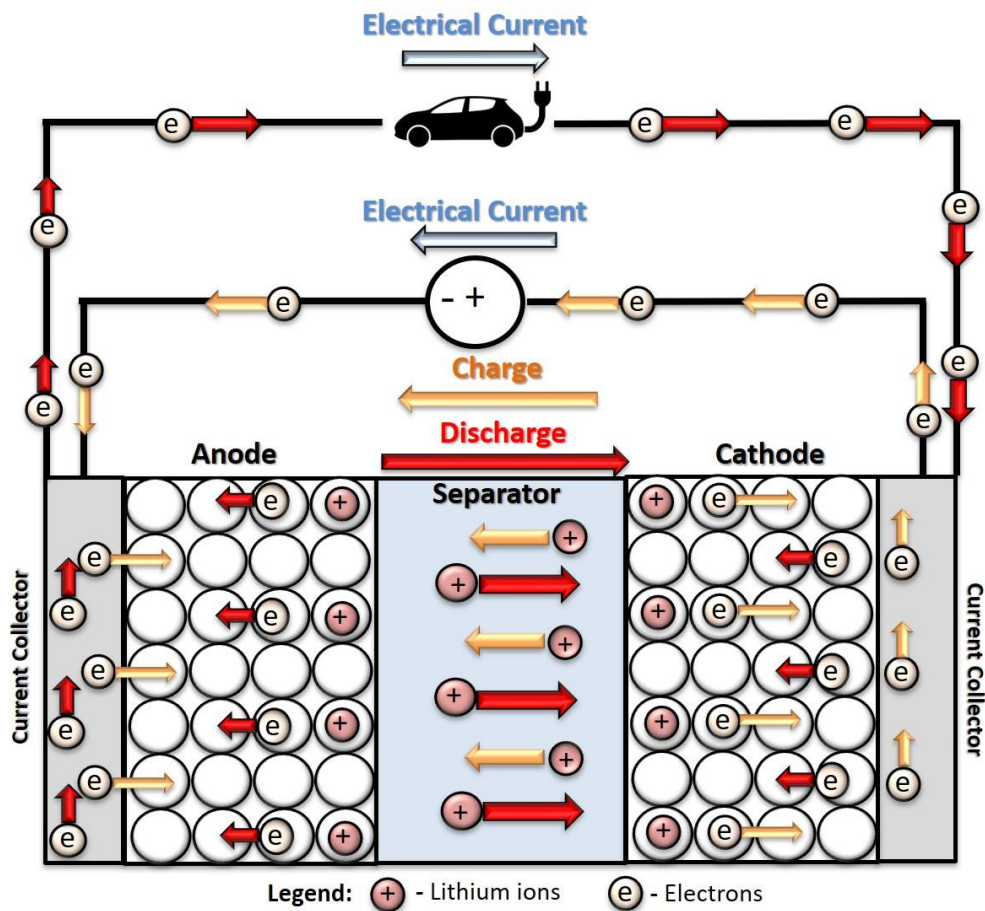 Electrical Current
e e e
e e
Electrical Current
- +
e e e
e e e e
Charge
Discharge
Anode
Cathode
Separator
Current Collector
Current Collector
e + + e
e + e e
e e + + + e
e + e e
e e + + + e
e + e e
e e + + + e
Legend: + - Lithium ions e - Electrons